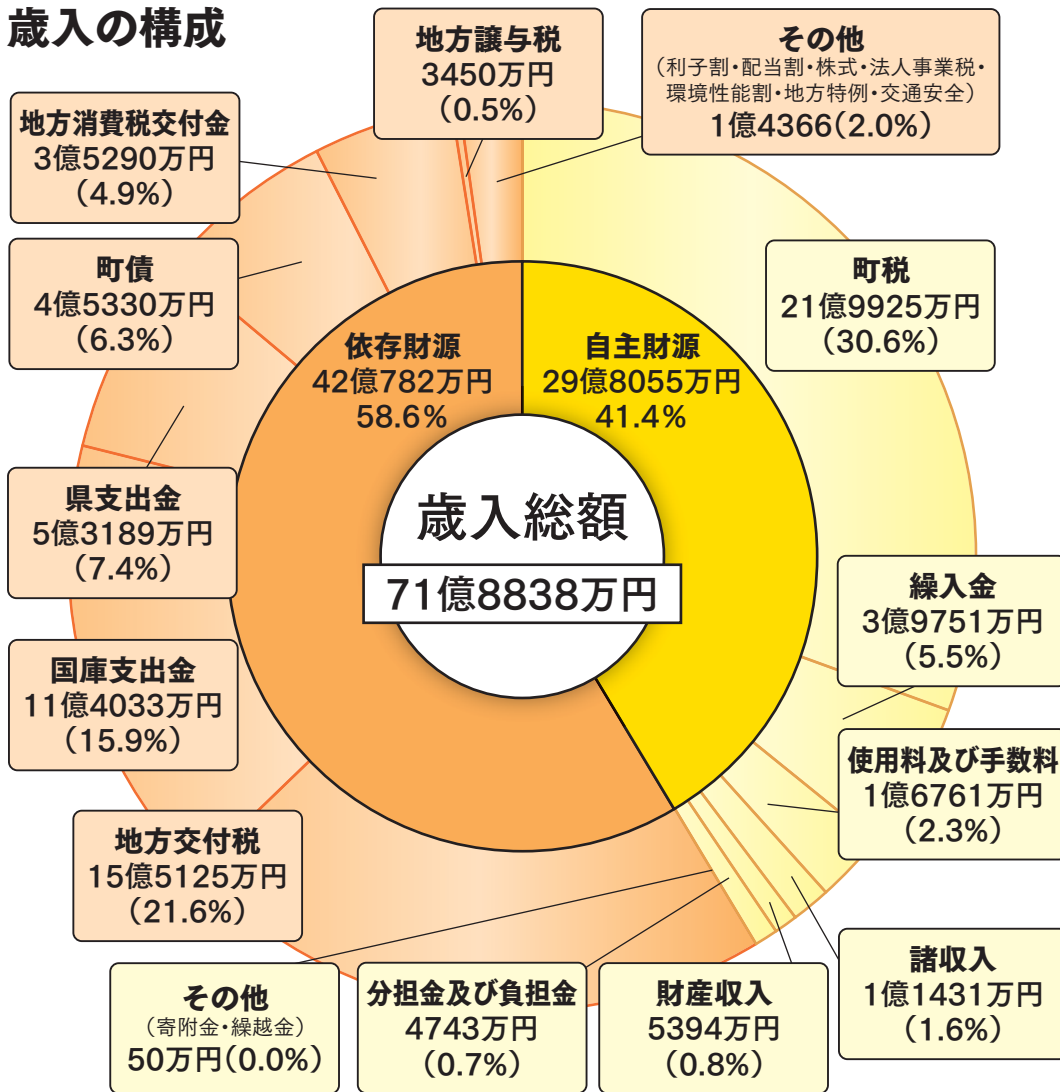 歳入の構成
地方譲与税
3450万円
(0.5%)
その他
(利子割・配当割・株式・法人事業税・
環境性能割・地方特例・交通安全)
1億4366(2.0%)
地方消費税交付金
3億5290万円
(4.9%)
町債
4億5330万円
(6.3%)
町税
21億9925万円
(30.6%)
依存財源
42億782万円
58.6%
自主財源
29億8055万円
41.4%
歳入総額
71億8838万円
県支出金
5億3189万円
(7.4%)
繰入金
3億9751万円
(5.5%)
国庫支出金
11億4033万円
(15.9%)
使用料及び手数料
1億6761万円
(2.3%)
地方交付税
15億5125万円
(21.6%)
諸収入
1億1431万円
(1.6%)
その他
(寄附金・繰越金)
50万円(0.0%)
分担金及び負担金
4743万円
(0.7%)
財産収入
5394万円
(0.8%)